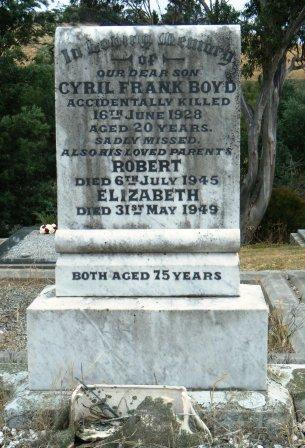 In Loving Memory
OF
OUR DEAR SON
CYRIL FRANK BOYD
ACCIDENTALLY KILLED
16TH JUNE 1928
AGED 20 YEARS.
SADLY MISSED.
ALSO HIS LOVED PARENTS
ROBERT
DIED 6TH JULY 1945
ELIZABETH
DIED 31ST MAY 1949
BOTH AGED 75 YEARS